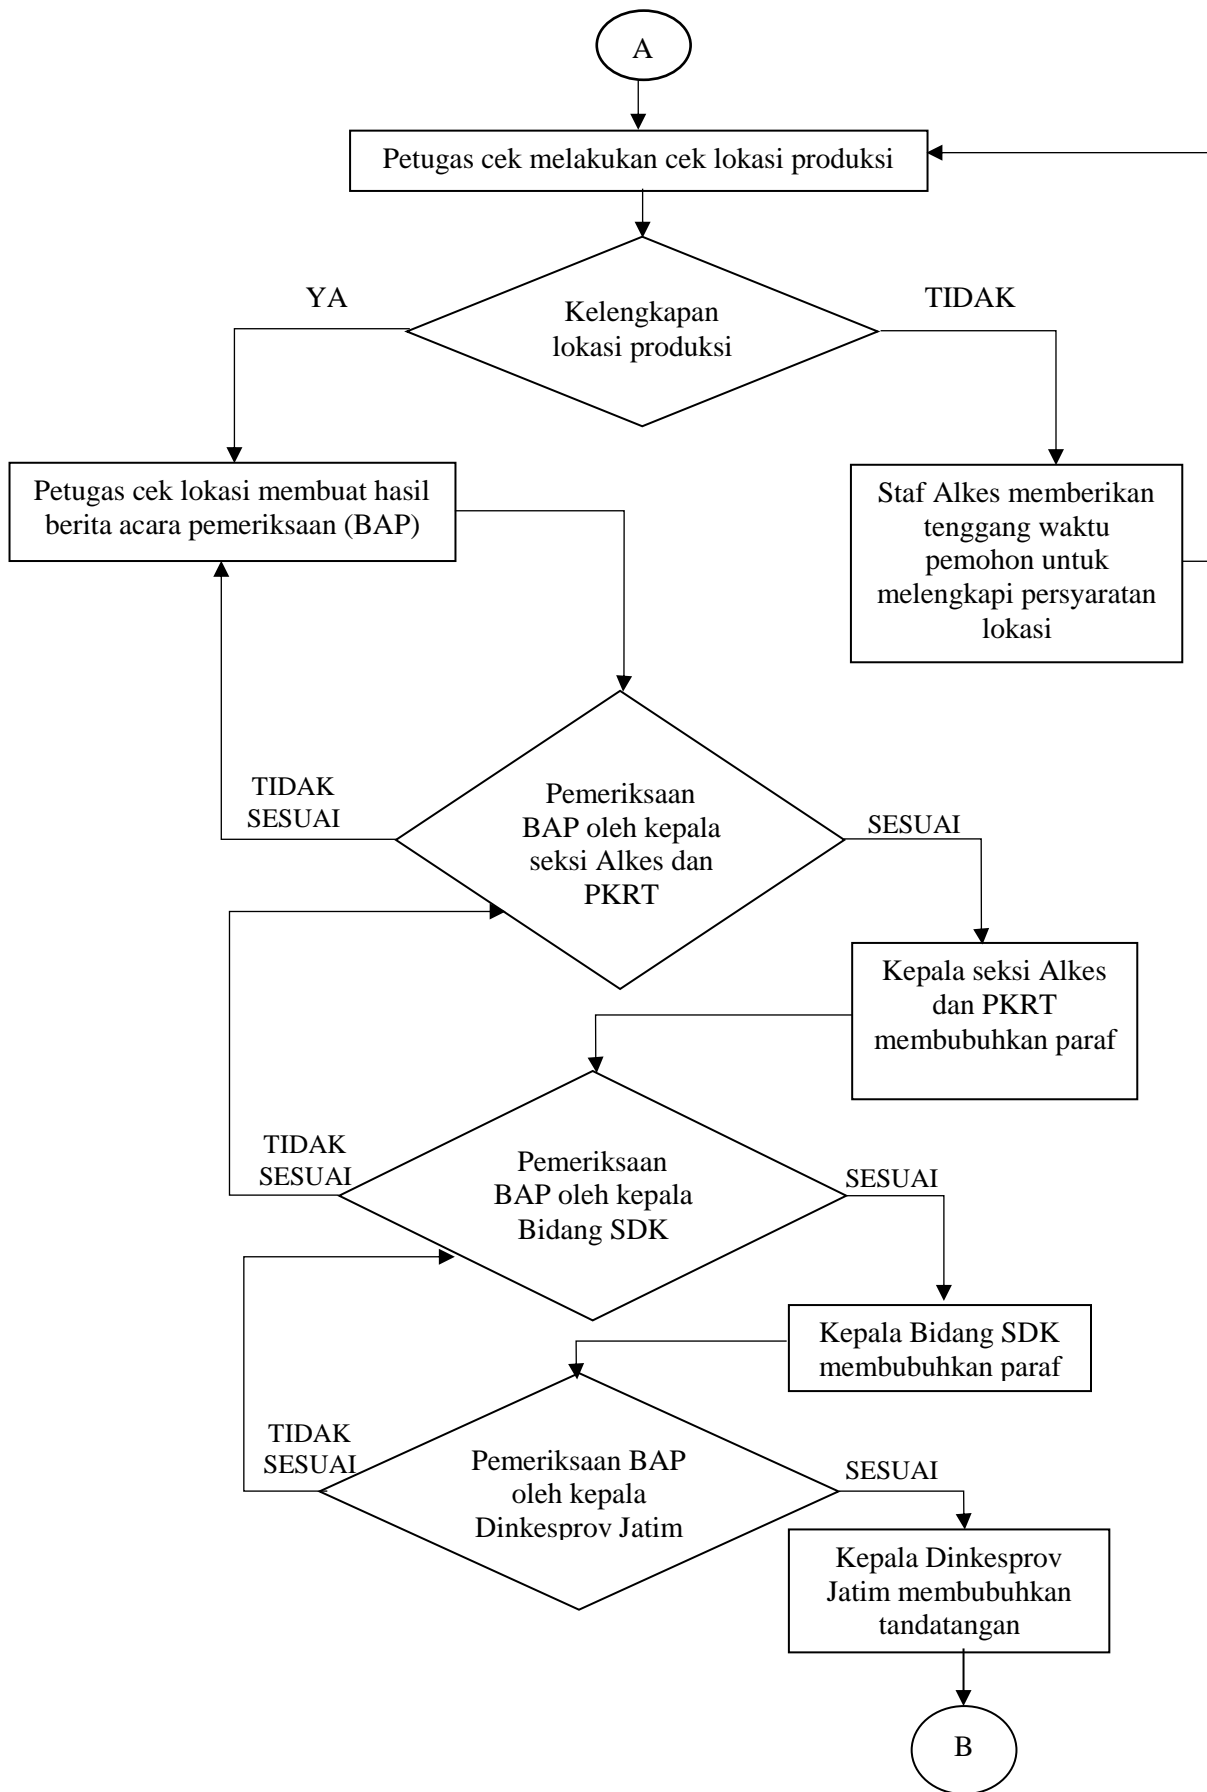 A
Petugas cek melakukan cek lokasi produksi
YA
TIDAK
Kelengkapan
lokasi produksi
Petugas cek lokasi membuat hasil
berita acara pemeriksaan (BAP)
Staf Alkes memberikan
tenggang waktu
pemohon untuk
melengkapi persyaratan
lokasi
TIDAK
SESUAI
Pemeriksaan
BAP oleh kepala
seksi Alkes dan
PKRT
SESUAI
Kepala seksi Alkes
dan PKRT
membubuhkan paraf
TIDAK
SESUAI
Pemeriksaan
BAP oleh kepala
Bidang SDK
SESUAI
Kepala Bidang SDK
membubuhkan paraf
TIDAK
SESUAI
Pemeriksaan BAP
oleh kepala
Dinkesprov Jatim
SESUAI
Kepala Dinkesprov
Jatim membubuhkan
tandatangan
B